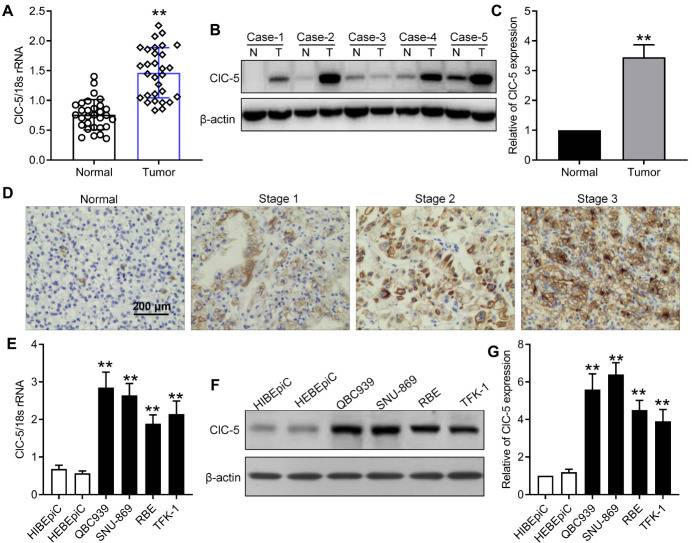 A
ClC-5/18s rRNA
2.5
2.0
1.5
1.0
0.5
0.0
**
Normal Tumor
B
Case-1 Case-2 Case-3 Case-4 Case-5
N T N T N T N T N T
ClC-5
β-actin
C
Relative of ClC-5 expression
5
4
3
2
1
0
**
Normal Tumor
D
Normal Stage 1 Stage 2 Stage 3
200 μm
E
ClC-5/18s rRNA
4
3
2
1
0
** ** ** **
HIBEpiC HEBEpiC QBC939 SNU-869 RBE TFK-1
F
HIBEpiC HEBEpiC QBC939 SNU-869 RBE TFK-1
ClC-5
β-actin
G
Relative of ClC-5 expression
8
6
4
2
0
** ** ** **
HIBEpiC HEBEpiC QBC939 SNU-869 RBE TFK-1